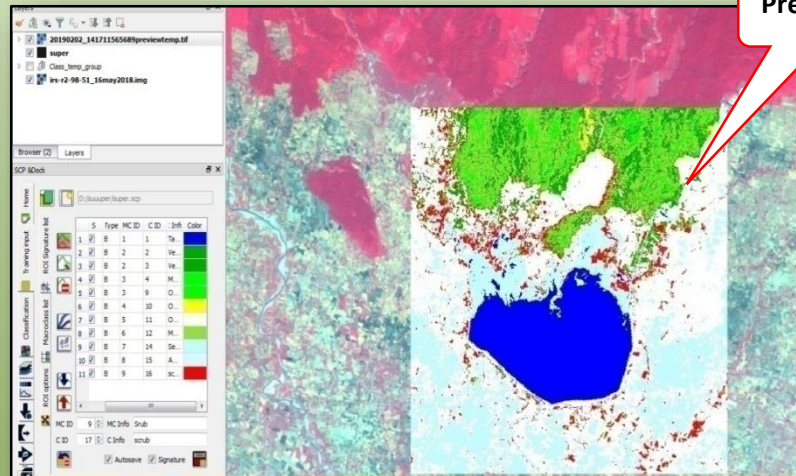 Layers
20190202_141711565689previewtemp.tif
super
Class_temp_group
irs-r2-98-51_16may2018.img
Browser (2) Layers
SCP &Dock
D:/suuuper/super.scp
Home
Training input
Classification
ROI Signature list
Macroclass list
ROI options
S Type MC ID C ID Info Color
1 B 1 1 Ta...
2 B 2 2 Ve...
3 B 2 3 Ve...
4 B 3 4 M...
5 B 3 9 O...
6 B 4 10 O...
7 B 5 11 O...
8 B 6 12 M...
9 B 7 14 Se...
10 B 8 15 A...
11 B 9 16 sc...
MC ID 9 MC Info Srub
C ID 17 C Info scrub
Autosave Signature
Pre